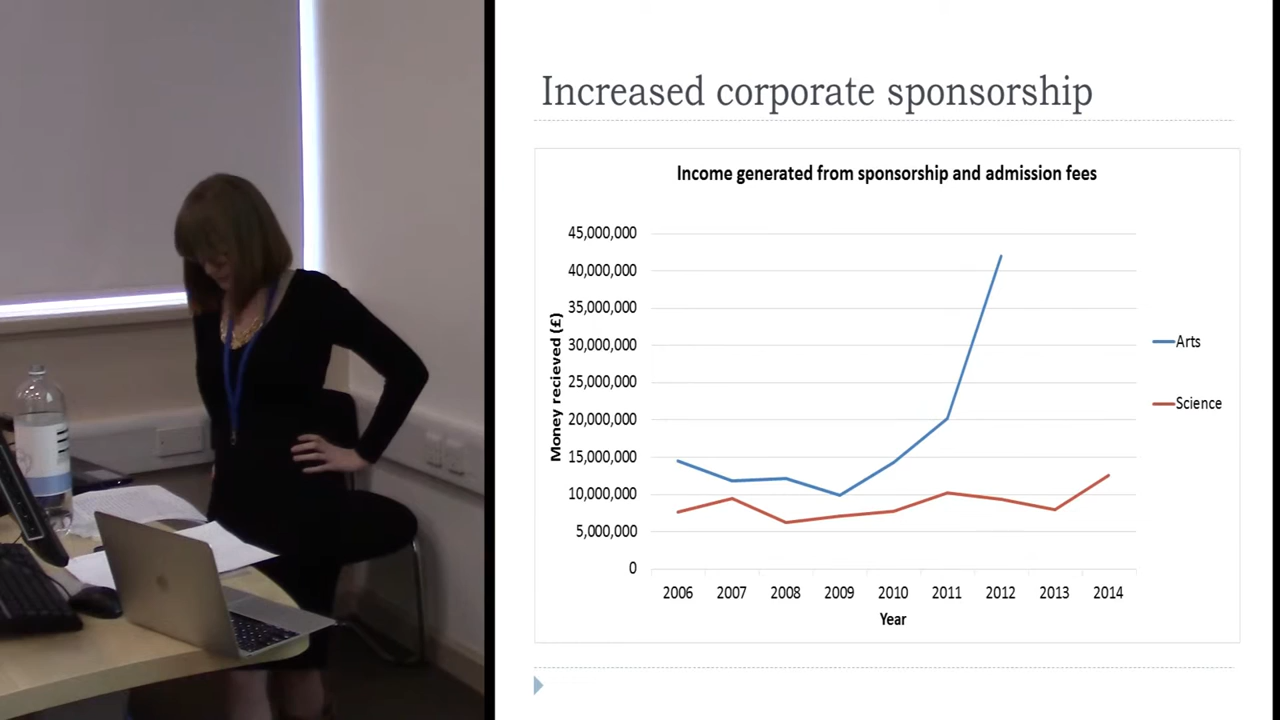 Increased corporate sponsorship
Income generated from sponsorship and admission fees
45,000,000
40,000,000
35,000,000
30,000,000
25,000,000
20,000,000
15,000,000
10,000,000
5,000,000
0
Money recieved (£)
2006 2007 2008 2009 2010 2011 2012 2013 2014
Year
Arts
Science